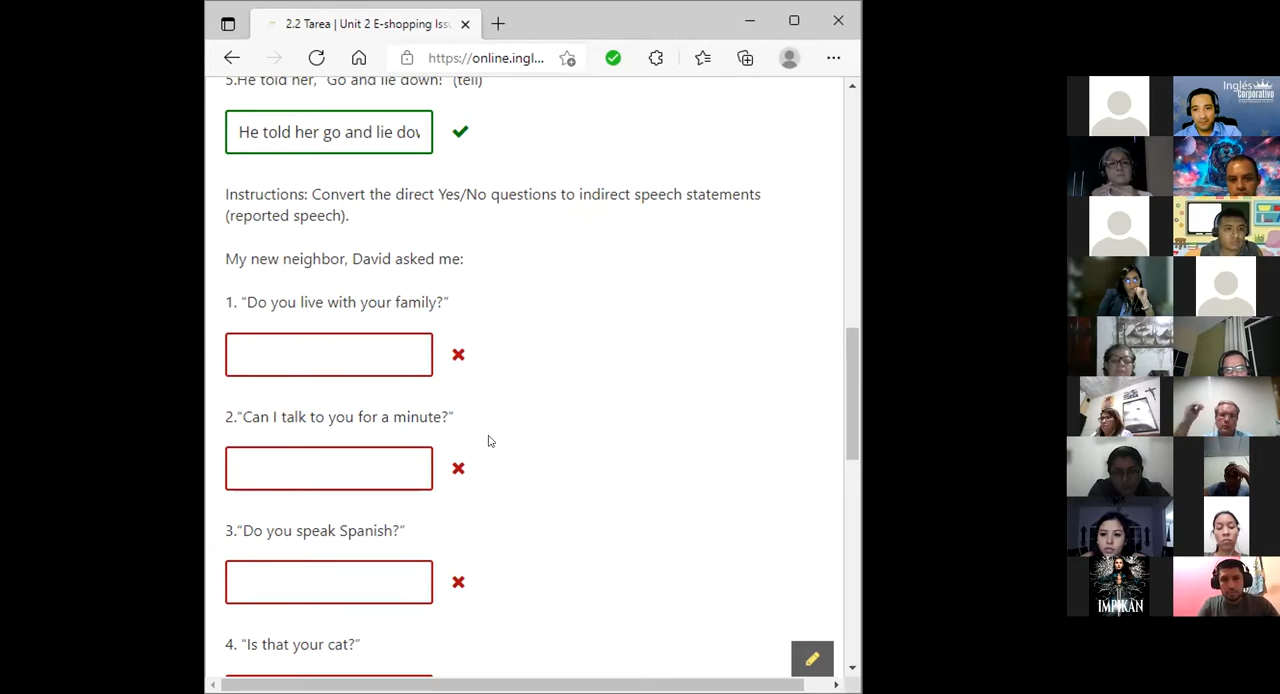 2.2 Tarea | Unit 2 E-shopping Iss
https://online.ingl...
5.He told her, "Go and lie down!" (tell)
He told her go and lie dov
Instructions: Convert the direct Yes/No questions to indirect speech statements
(reported speech).
My new neighbor, David asked me:
1. “Do you live with your family?”
2.“Can I talk to you for a minute?”
3.“Do you speak Spanish?”
4. “Is that your cat?”
Inglés
Corporativo
IMPIKAN